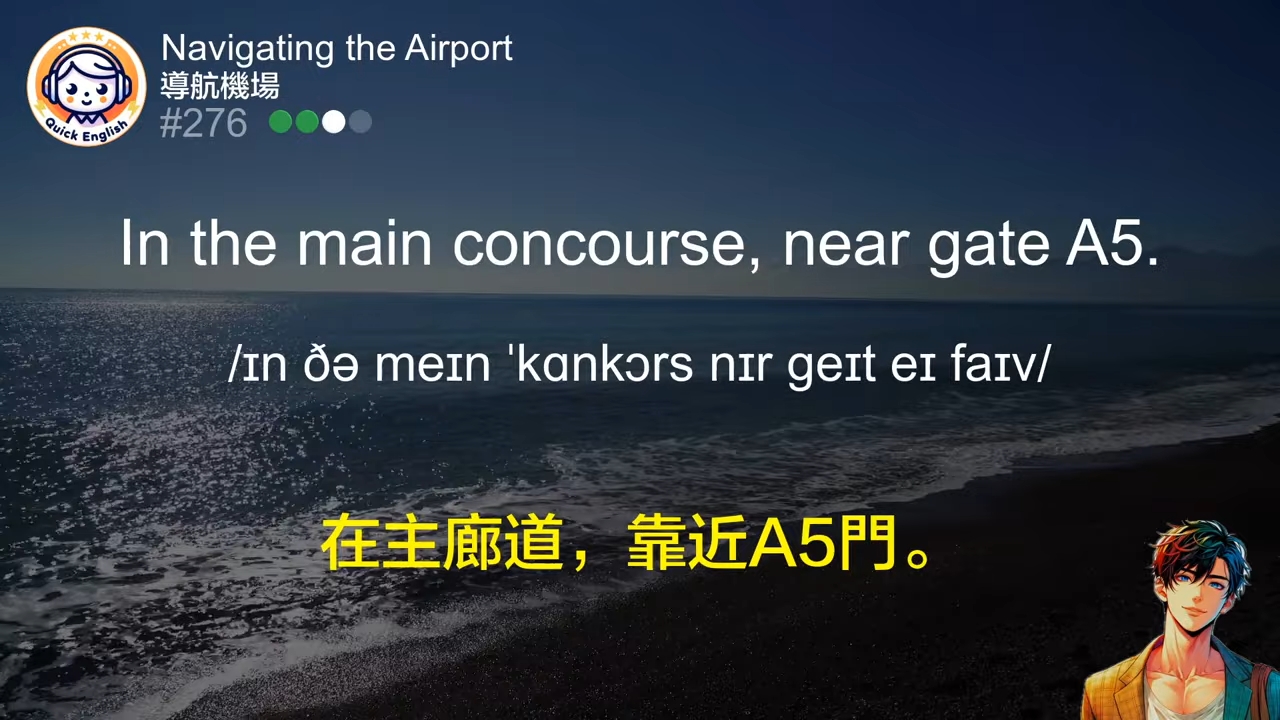 Navigating the Airport
導航機場
#276
Quick English
In the main concourse, near gate A5.
/ɪn ðə meɪn ˈkɑnkɔrs nɪr ɡeɪt eɪ faɪv/
在主廊道，靠近A5門。